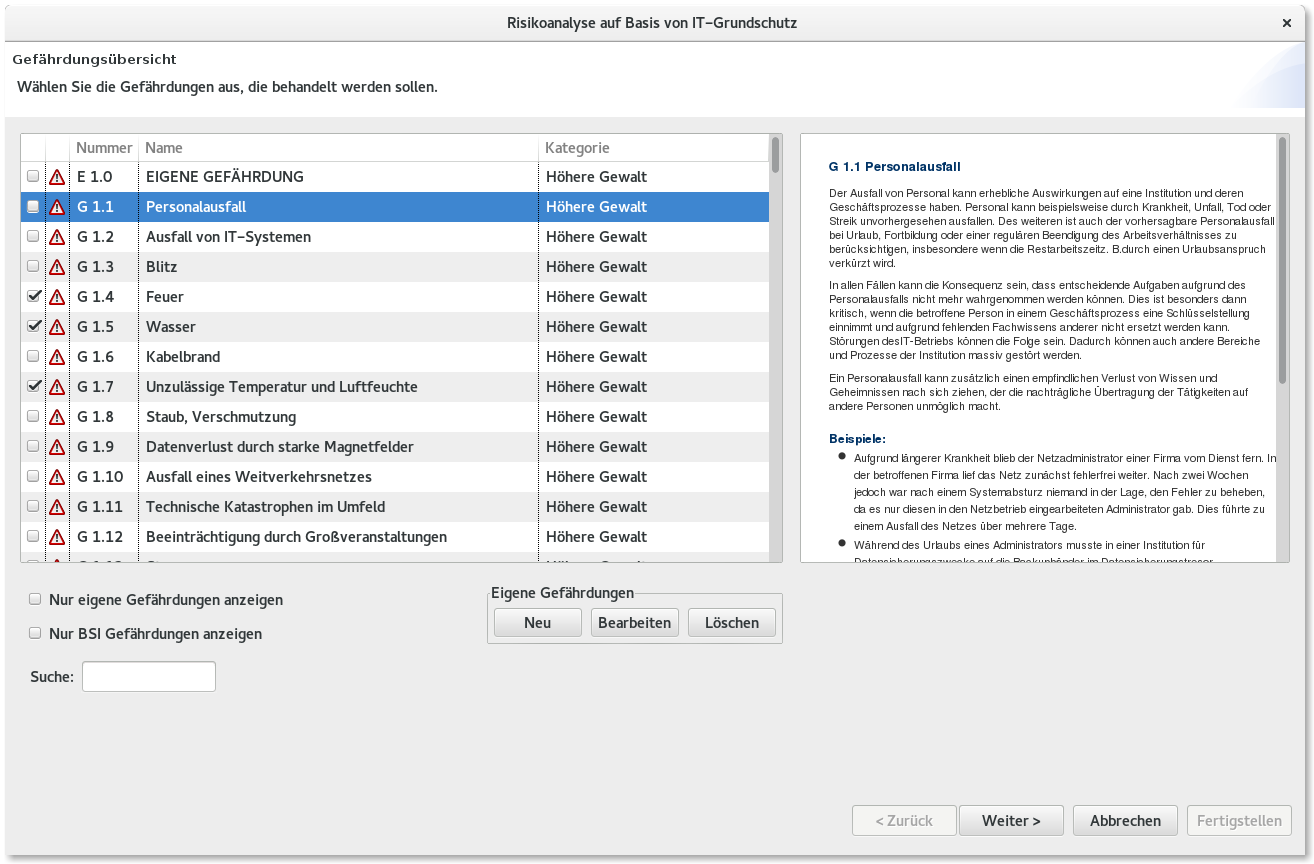 Risikoanalyse auf Basis von IT-Grundschutz
Gefährdungsübersicht
Wählen Sie die Gefährdungen aus, die behandelt werden sollen.
Nummer Name Kategorie
E 1.0 EIGENE GEFÄHRDUNG Höhere Gewalt
G 1.1 Personalausfall Höhere Gewalt
G 1.2 Ausfall von IT-Systemen Höhere Gewalt
G 1.3 Blitz Höhere Gewalt
G 1.4 Feuer Höhere Gewalt
G 1.5 Wasser Höhere Gewalt
G 1.6 Kabelbrand Höhere Gewalt
G 1.7 Unzulässige Temperatur und Luftfeuchte Höhere Gewalt
G 1.8 Staub, Verschmutzung Höhere Gewalt
G 1.9 Datenverlust durch starke Magnetfelder Höhere Gewalt
G 1.10 Ausfall eines Weitverkehrsnetzes Höhere Gewalt
G 1.11 Technische Katastrophen im Umfeld Höhere Gewalt
G 1.12 Beeinträchtigung durch Großveranstaltungen Höhere Gewalt
G 1.1 Personalausfall
Der Ausfall von Personal kann erhebliche Auswirkungen auf eine Institution und deren
Geschäftsprozesse haben. Personal kann beispielsweise durch Krankheit, Unfall, Tod oder
Streik unvorhergesehen ausfallen. Des weiteren ist auch der vorhersagbare Personalausfall
bei Urlaub, Fortbildung oder einer regulären Beendigung des Arbeitsverhältnisses zu
berücksichtigen, insbesondere wenn die Restarbeitszeitz. B.durch einen Urlaubsanspruch
verkürzt wird.
In allen Fällen kann die Konsequenz sein, dass entscheidende Aufgaben aufgrund des
Personalausfalls nicht mehr wahrgenommen werden können. Dies ist besonders dann
kritisch, wenn die betroffene Person in einem Geschäftsprozess eine Schlüsselstellung
einnimmt und aufgrund fehlenden Fachwissens anderer nicht ersetzt werden kann.
Störungen desIT-Betriebs können die Folge sein. Dadurch können auch andere Bereiche
und Prozesse der Institution massiv gestört werden.
Ein Personalausfall kann zusätzlich einen empfindlichen Verlust von Wissen und
Geheimnissen nach sich ziehen, der die nachträgliche Übertragung der Tätigkeiten auf
andere Personen unmöglich macht.
Beispiele:
● Aufgrund längerer Krankheit blieb der Netzadministrator einer Firma vom Dienst fern. In
der betroffenen Firma lief das Netz zunächst fehlerfrei weiter. Nach zwei Wochen
jedoch war nach einem Systemabsturz niemand in der Lage, den Fehler zu beheben,
da es nur diesen in den Netzbetrieb eingearbeiteten Administrator gab. Dies führte zu
einem Ausfall des Netzes über mehrere Tage.
● Während des Urlaubs eines Administrators musste in einer Institution für
Datensicherungszwecke auf die Backupbänder im Datensicherungstresor
Nur eigene Gefährdungen anzeigen
Nur BSI Gefährdungen anzeigen
Suche:
Eigene Gefährdungen
Neu Bearbeiten Löschen
< Zurück Weiter > Abbrechen Fertigstellen